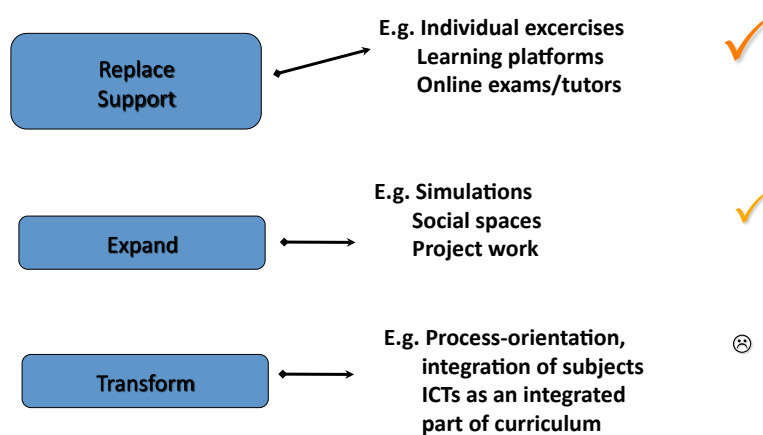 Replace
Support
E.g. Individual excercises
Learning platforms
Online exams/tutors
Expand
E.g. Simulations
Social spaces
Project work
Transform
E.g. Process-orientation,
integration of subjects
ICTs as an integrated
part of curriculum